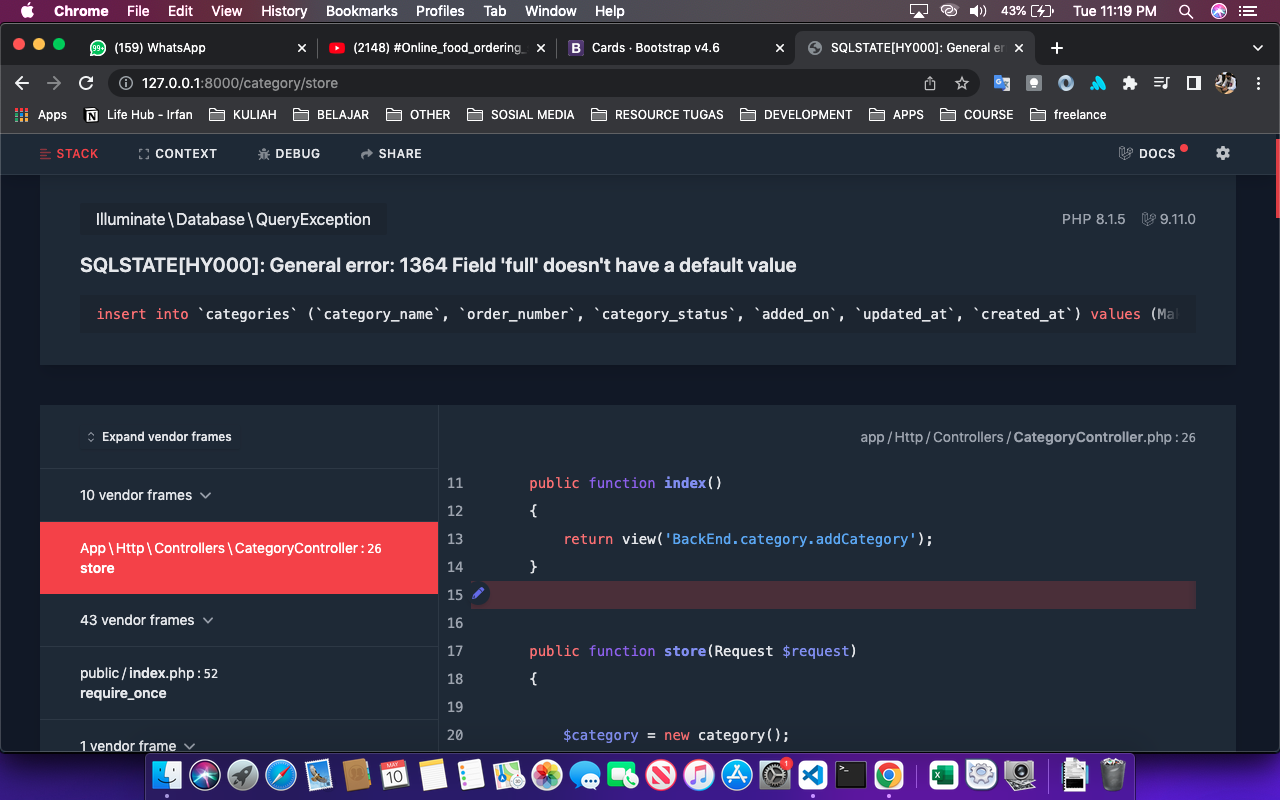 Chrome File Edit View History Bookmarks Profiles Tab Window Help 43% Tue 11:19 PM
99+ (159) WhatsApp (2148) #Online_food_ordering_ B Cards · Bootstrap v4.6 SQLSTATE[HY000]: General er
127.0.0.1:8000/category/store
Apps Life Hub - Irfan KULIAH BELAJAR OTHER SOSIAL MEDIA RESOURCE TUGAS DEVELOPMENT APPS COURSE freelance
STACK CONTEXT DEBUG SHARE DOCS
Illuminate\Database\QueryException PHP 8.1.5 9.11.0
SQLSTATE[HY000]: General error: 1364 Field 'full' doesn't have a default value
insert into `categories` (`category_name`, `order_number`, `category_status`, `added_on`, `updated_at`, `created_at`) values (Mak
Expand vendor frames
app/Http/Controllers/CategoryController.php:26
10 vendor frames
App\Http\Controllers\CategoryController:26
store
43 vendor frames
public/index.php:52
require_once
1 vendor frame
11 public function index()
12 {
13 return view('BackEnd.category.addCategory');
14 }
15
16
17 public function store(Request $request)
18 {
19
20 $category = new category();
MAY
10
1